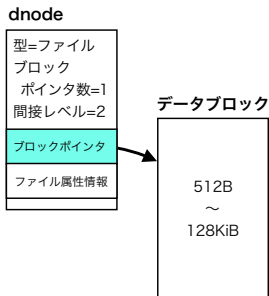 dnode
型=ファイル
ブロック
ポインタ数=1
間接レベル=2
ブロックポインタ
ファイル属性情報
データブロック
512B
～
128KiB